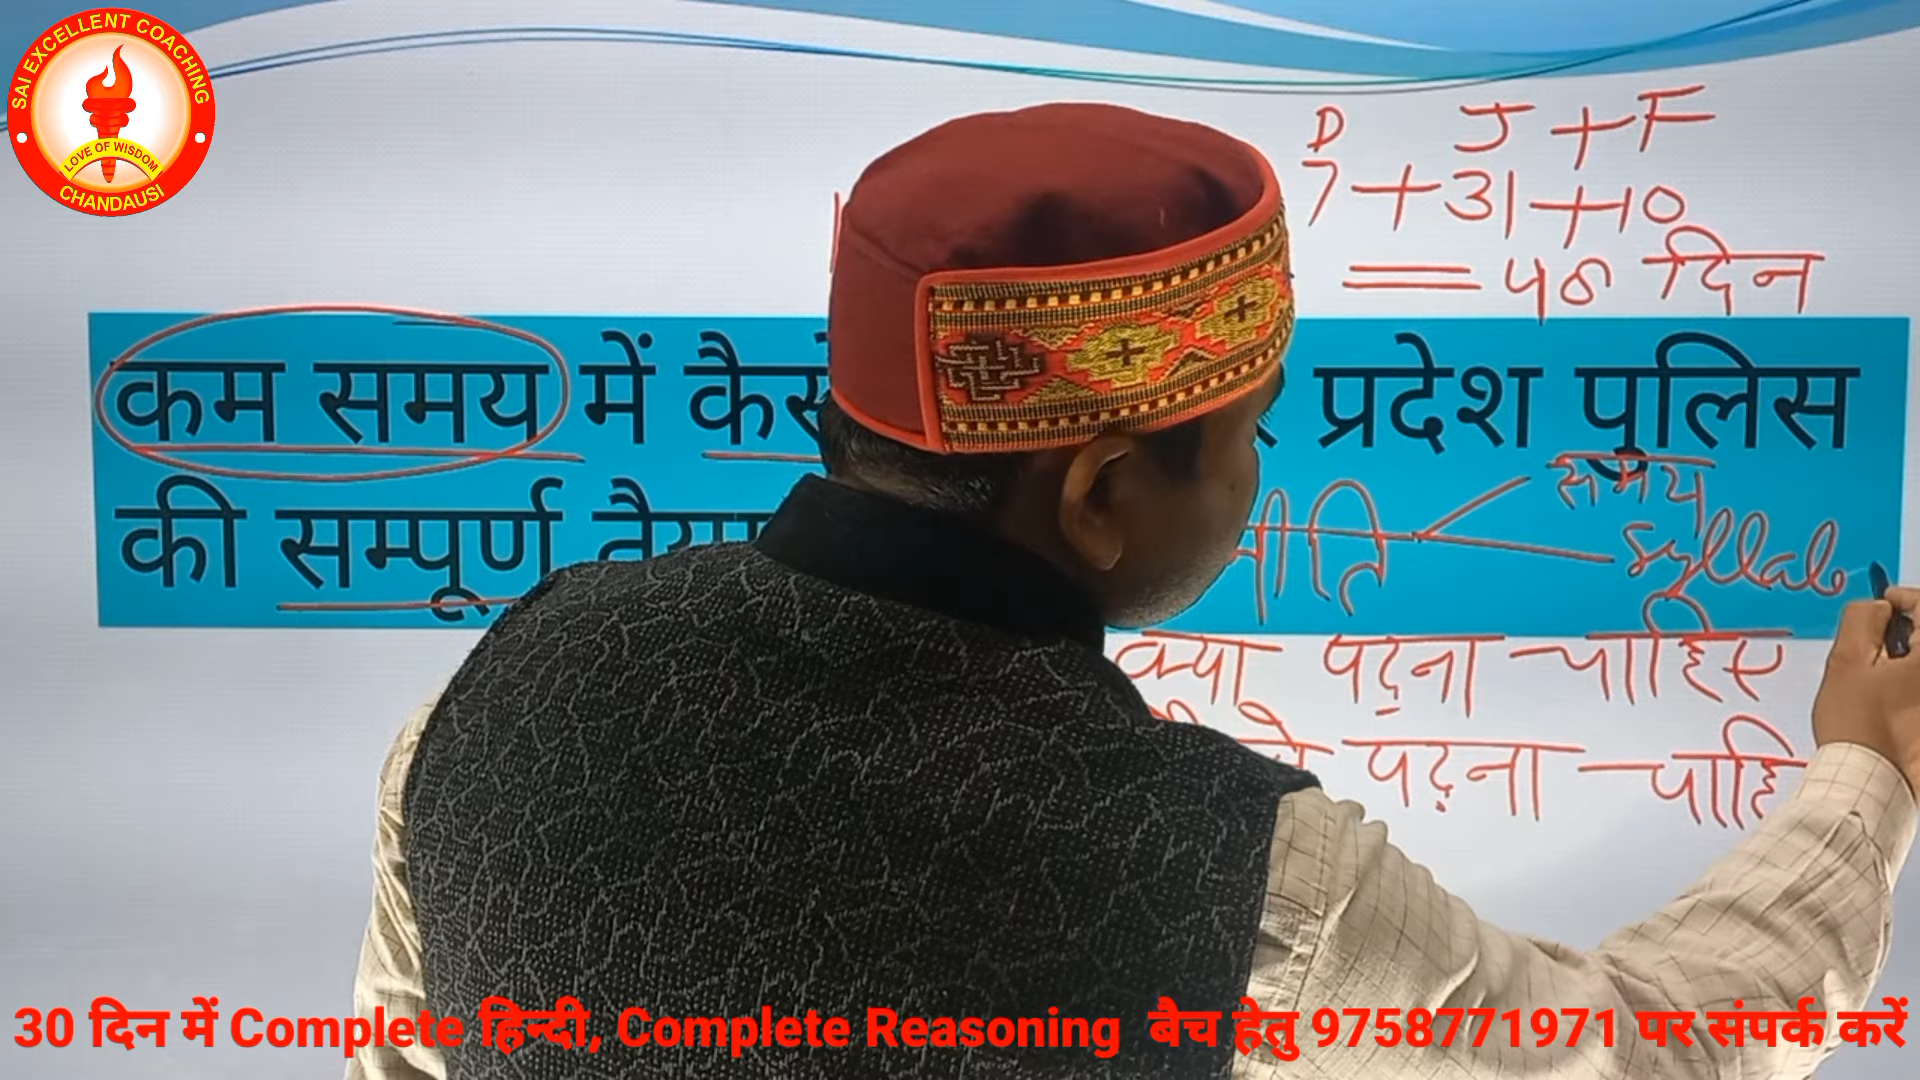 SAI EXCELLENT COACHING
LOVE OF WISDOM
CHANDAUSI
D J + F
7 + 31 + 10
= 48 दिन
कम समय में कैसे प्रदेश पुलिस
समय
की सम्पूर्ण
Syllab
क्या पढ़ना चाहिए
पढ़ना चाहि
30 दिन में Complete हिन्दी, Complete Reasoning बैच हेतु 9758771971 पर संपर्क करें